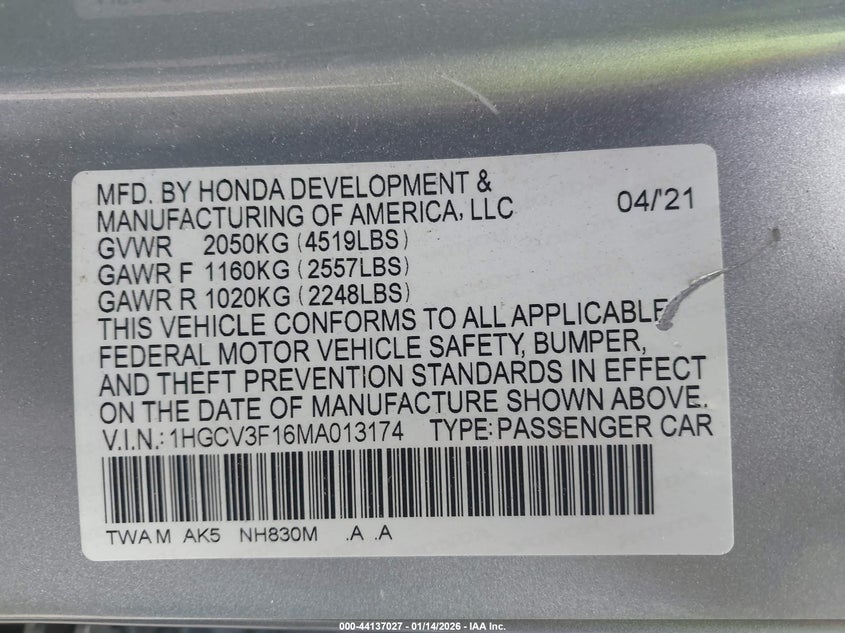 MFD. BY HONDA DEVELOPMENT &
MANUFACTURING OF AMERICA, LLC 04/'21
GVWR 2050KG (4519LBS)
GAWR F 1160KG (2557LBS)
GAWR R 1020KG (2248LBS)
THIS VEHICLE CONFORMS TO ALL APPLICABLE
FEDERAL MOTOR VEHICLE SAFETY, BUMPER,
AND THEFT PREVENTION STANDARDS IN EFFECT
ON THE DATE OF MANUFACTURE SHOWN ABOVE.
V.I.N.: 1HGCV3F16MA013174 TYPE: PASSENGER CAR
TWAM AK5 NH830M .A .A
000-44137027 - 01/14/2026 - IAA Inc.